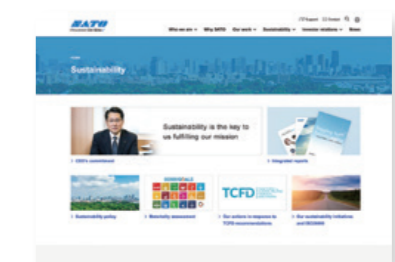 SATO
Support Contact
Who we are Why SATO Our work Sustainability Investor relations News
Sustainability
Sustainability is the key to
us fulfilling our mission
CEO's commitment
Integrated reports
TCFD
Sustainability policy
Materiality assessment
Our actions in response to
TCFD recommendations
Our sustainability initiatives